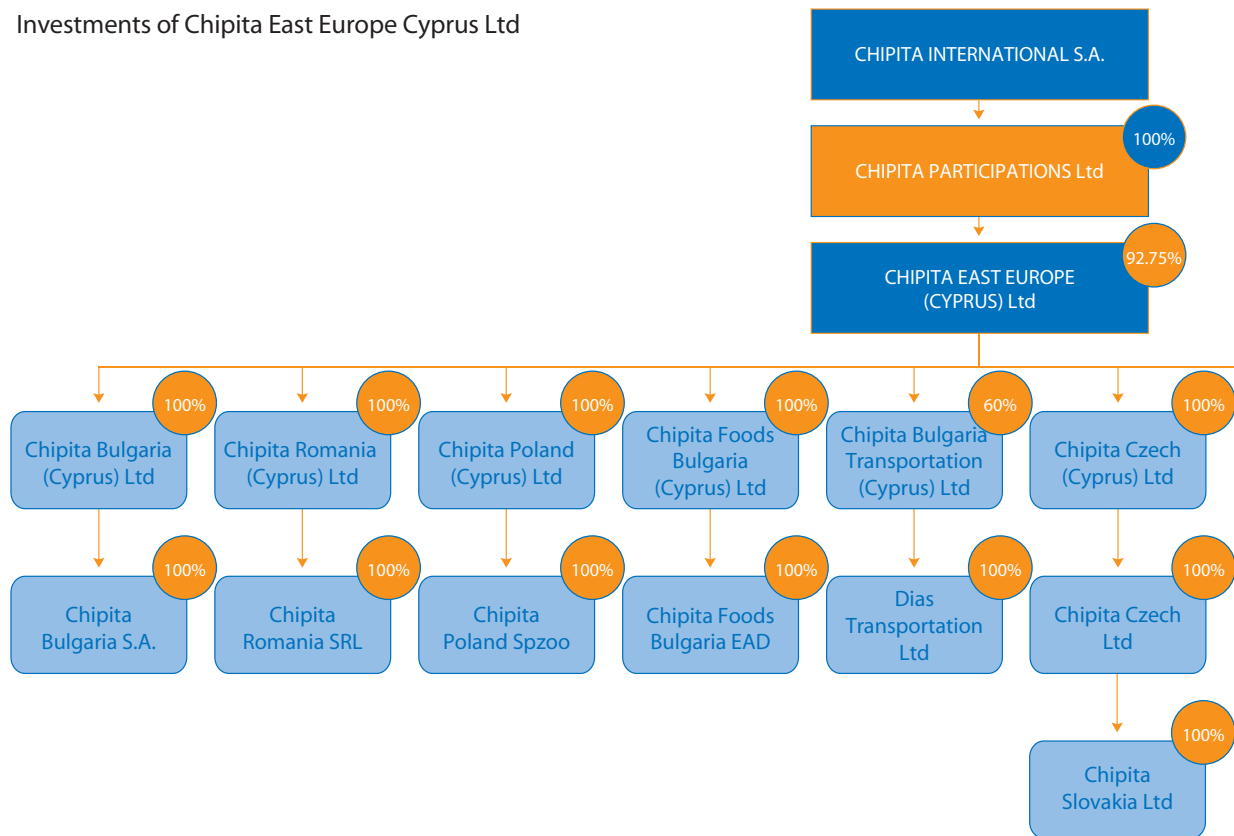 Investments of Chipita East Europe Cyprus Ltd
CHIPITA INTERNATIONAL S.A.
100%
CHIPITA PARTICIPATIONS Ltd
92.75%
CHIPITA EAST EUROPE
(CYPRUS) Ltd
100%
Chipita Bulgaria
(Cyprus) Ltd
100%
Chipita Romania
(Cyprus) Ltd
100%
Chipita Poland
(Cyprus) Ltd
100%
Chipita Foods
Bulgaria
(Cyprus) Ltd
60%
Chipita Bulgaria
Transportation
(Cyprus) Ltd
100%
Chipita Czech
(Cyprus) Ltd
100%
Chipita
Bulgaria S.A.
100%
Chipita
Romania SRL
100%
Chipita
Poland Spzoo
100%
Chipita Foods
Bulgaria EAD
100%
Dias
Transportation
Ltd
100%
Chipita Czech
Ltd
100%
Chipita
Slovakia Ltd